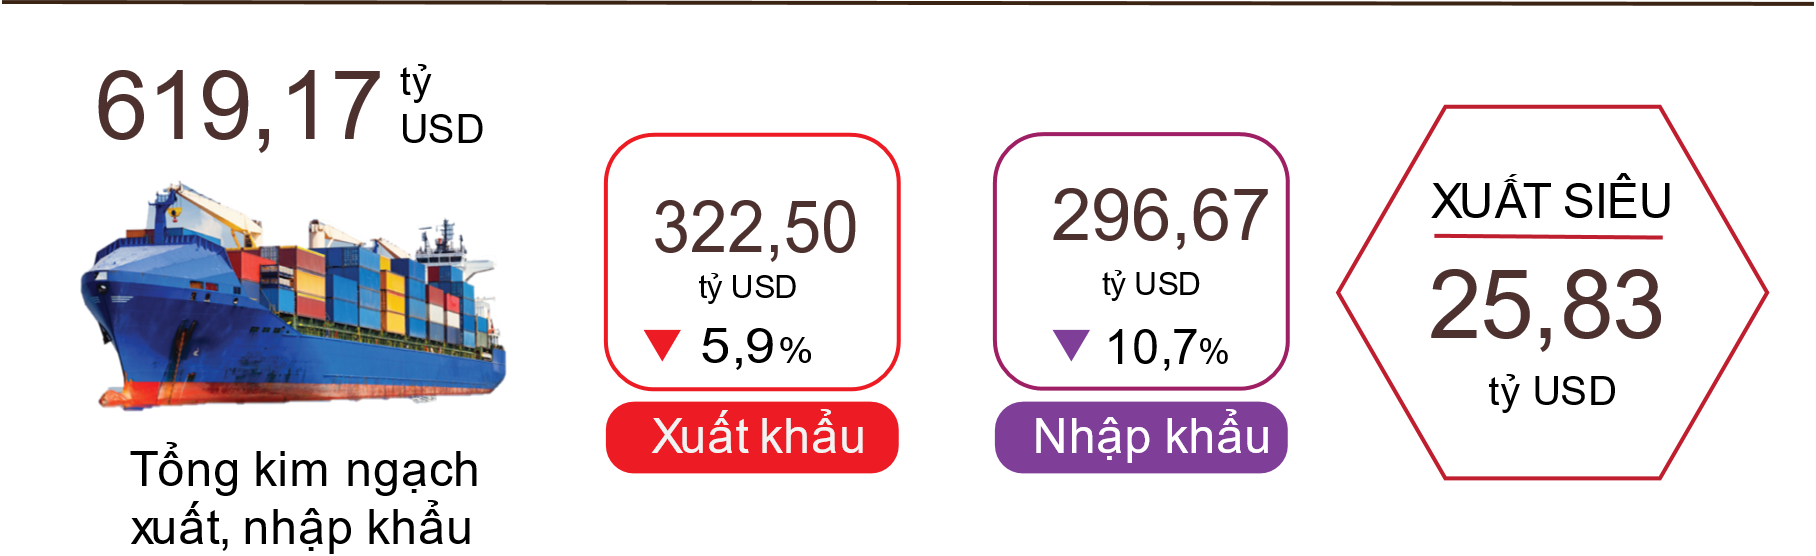 619,17 tỷ
USD
Tổng kim ngạch
xuất, nhập khẩu
322,50
tỷ USD
▼ 5,9%
Xuất khẩu
296,67
tỷ USD
▼ 10,7%
Nhập khẩu
XUẤT SIÊU
25,83
tỷ USD